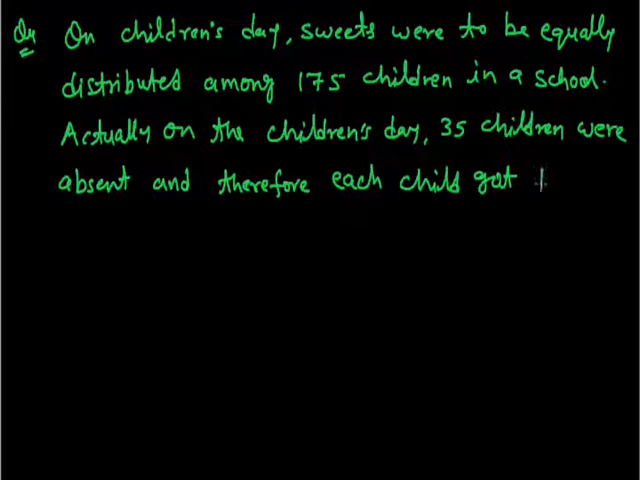 Qy On children's day, sweets were to be equally
distributed among 175 children in a school.
Actually on the children's day, 35 children were
absent and therefore each child got